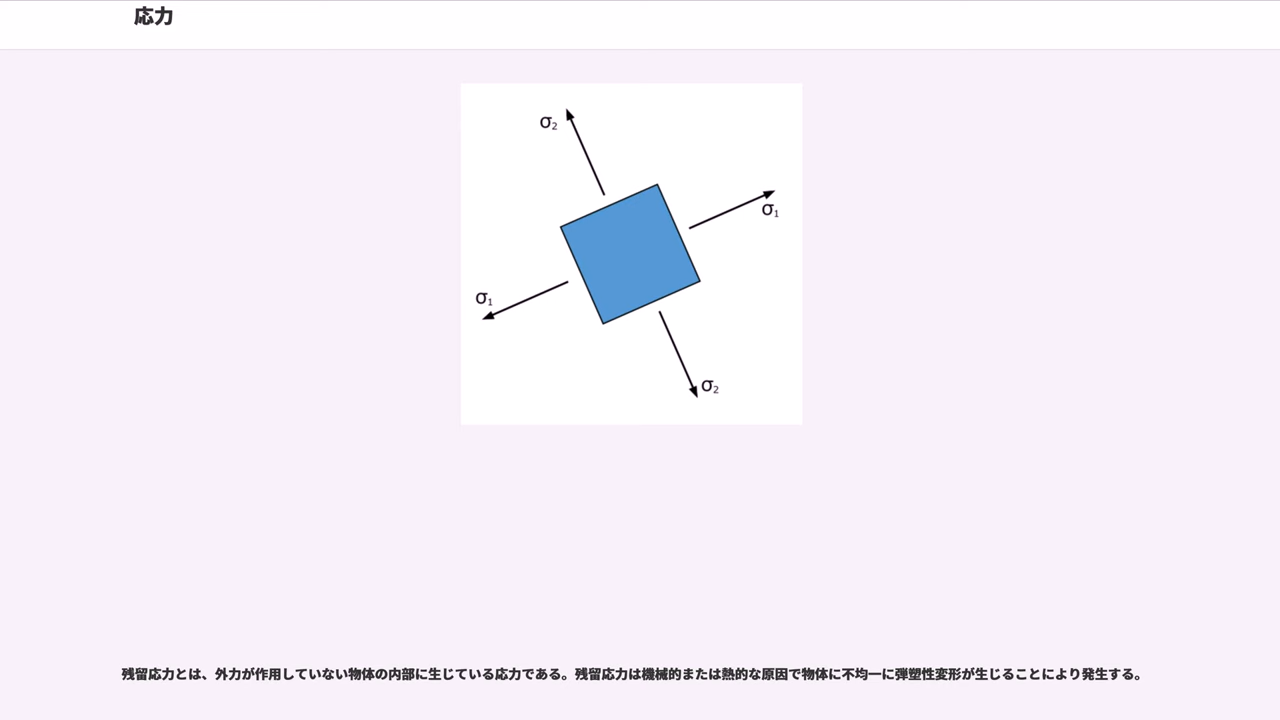 応力
σ₂
σ₁
σ₁
σ₂
残留応力とは、外力が作用していない物体の内部に生じている応力である。残留応力は機械的または熱的な原因で物体に不均一に弾塑性変形が生じることにより発生する。